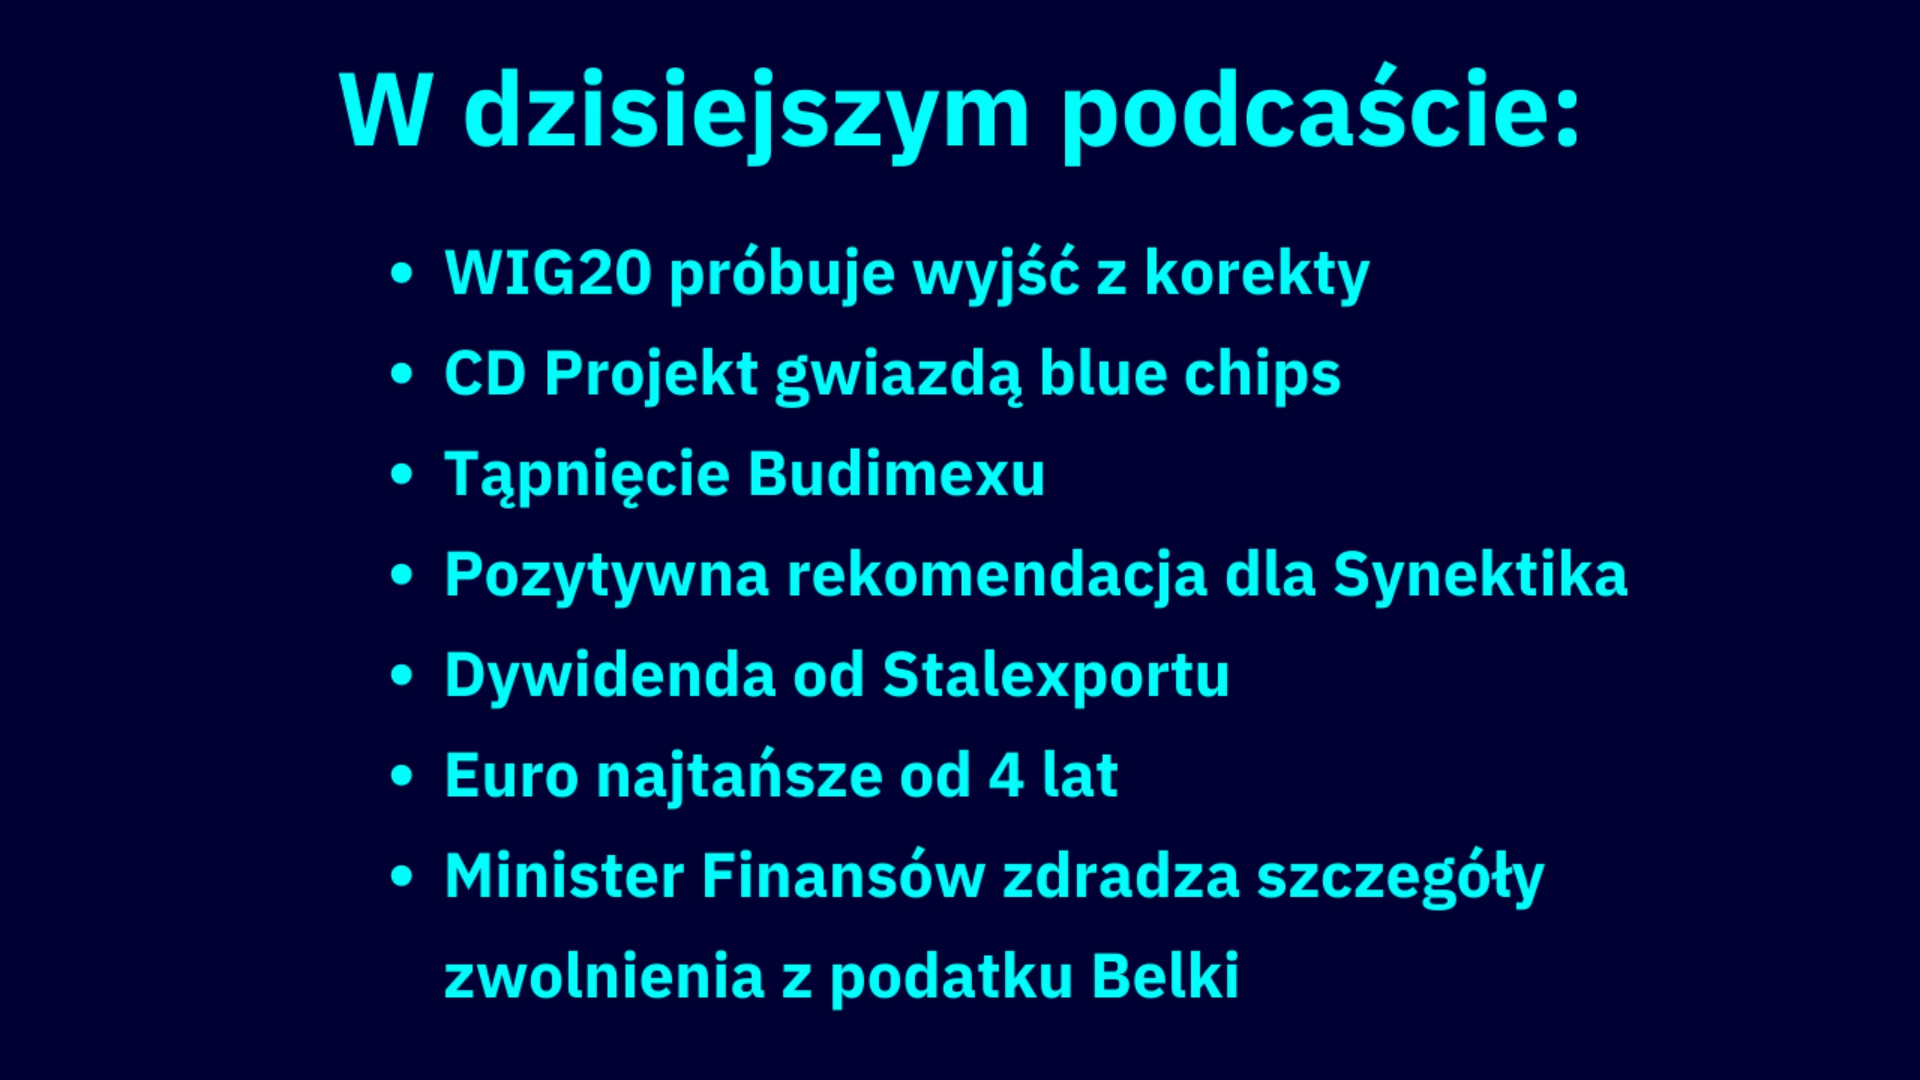 W dzisiejszym podcaście:
• WIG20 próbuje wyjść z korekty
• CD Projekt gwiazdą blue chips
• Tąpnięcie Budimexu
• Pozytywna rekomendacja dla Synektika
• Dywidenda od Stalexportu
• Euro najtańsze od 4 lat
• Minister Finansów zdradza szczegóły
zwolnienia z podatku Belki